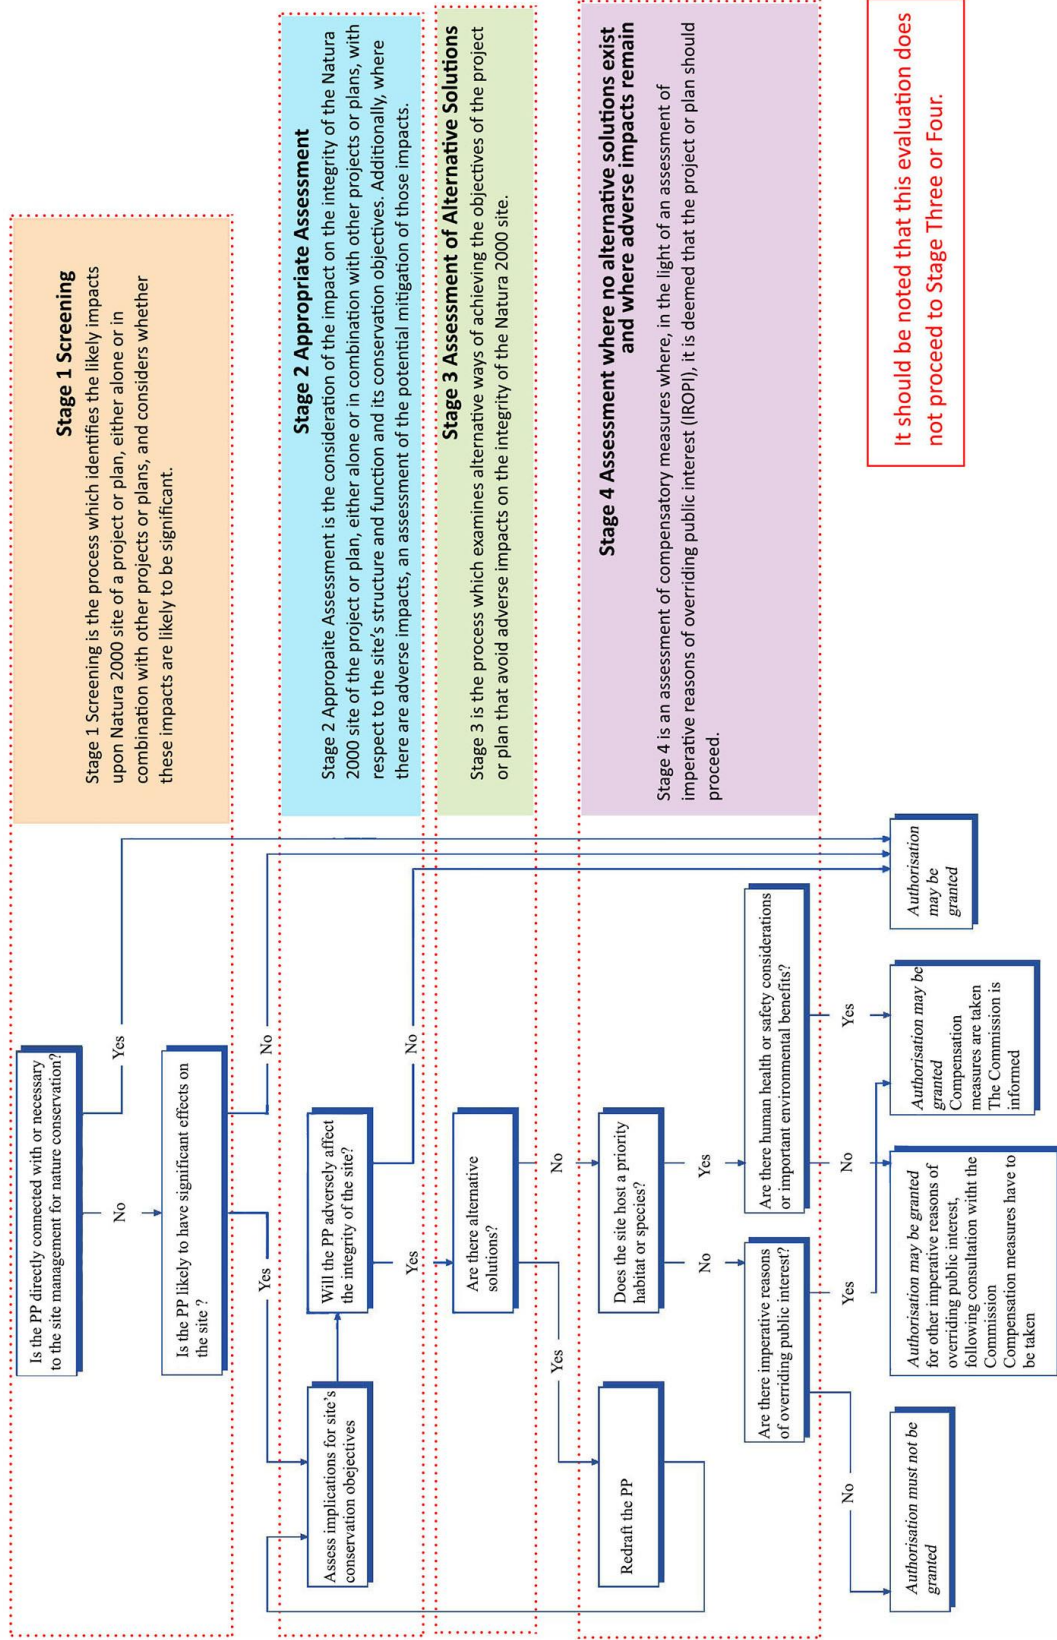 Stage 1 Screening
Stage 1 Screening is the process which identifies the likely impacts
upon Natura 2000 site of a project or plan, either alone or in
combination with other projects or plans, and considers whether
these impacts are likely to be significant.
Stage 2 Appropriate Assessment
Stage 2 Appropaite Assessment is the consideration of the impact on the integrity of the Natura
2000 site of the project or plan, either alone or in combination with other projects or plans, with
respect to the site's structure and function and its conservation objectives. Additionally, where
there are adverse impacts, an assessment of the potential mitigation of those impacts.
Stage 3 Assessment of Alternative Solutions
Stage 3 is the process which examines alternative ways of achieving the objectives of the project
or plan that avoid adverse impacts on the integrity of the Natura 2000 site.
Stage 4 Assessment where no alternative solutions exist
and where adverse impacts remain
Stage 4 is an assessment of compensatory measures where, in the light of an assessment of
imperative reasons of overriding public interest (IROPI), it is deemed that the project or plan should
proceed.
It should be noted that this evaluation does
not proceed to Stage Three or Four.
Is the PP directly connected with or necessary
to the site management for nature conservation?
No
Yes
Is the PP likely to have significant effects on
the site ?
Yes
No
Assess implications for site's
conservation obejectives
Will the PP adversely affect
the integrity of the site?
Yes
No
Are there alternative
solutions?
Yes
No
Redraft the PP
Does the site host a priority
habitat or species?
No
Yes
Are there imperative reasons
of overriding public interest?
Are there human health or safety considerations
or important environmental benefits?
No
Yes
No
Yes
Authorisation must not be
granted
Authorisation may be granted
for other imperative reasons of
overriding public interest,
following consultation witht the
Commission
Compensation measures have to
be taken
Authorisation may be
granted
Compensation
measures are taken
The Commission is
informed
Authorisation
may be
granted